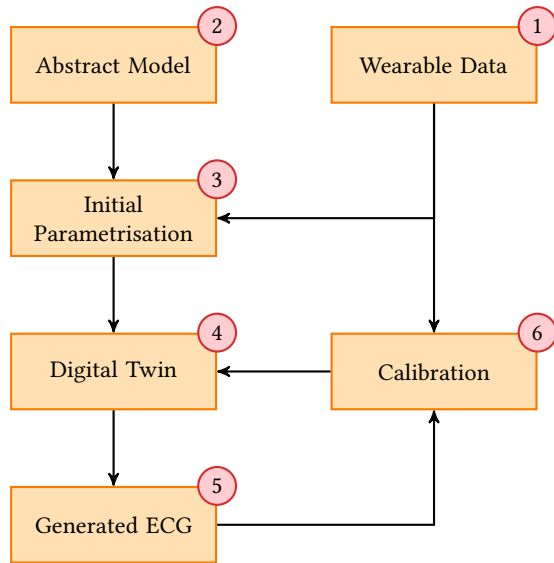 2
1
Abstract Model
Wearable Data
3
Initial
Parametrisation
4
6
Digital Twin
Calibration
5
Generated ECG